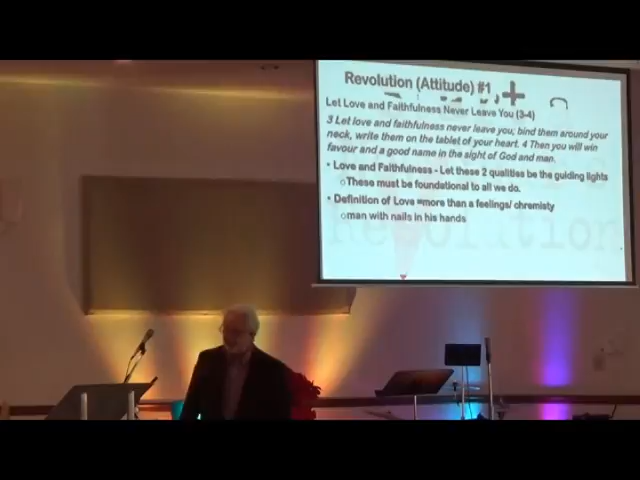 Revolution (Attitude) #1
Let Love and Faithfulness Never Leave You (3-4)
3 Let love and faithfulness never leave you; bind them around your
neck, write them on the tablet of your heart. 4 Then you will win
favour and a good name in the sight of God and man.
• Love and Faithfulness - Let these 2 qualities be the guiding lights
o These must be foundational to all we do.
• Definition of Love =more than a feelings/ chremisty
o man with nails in his hands